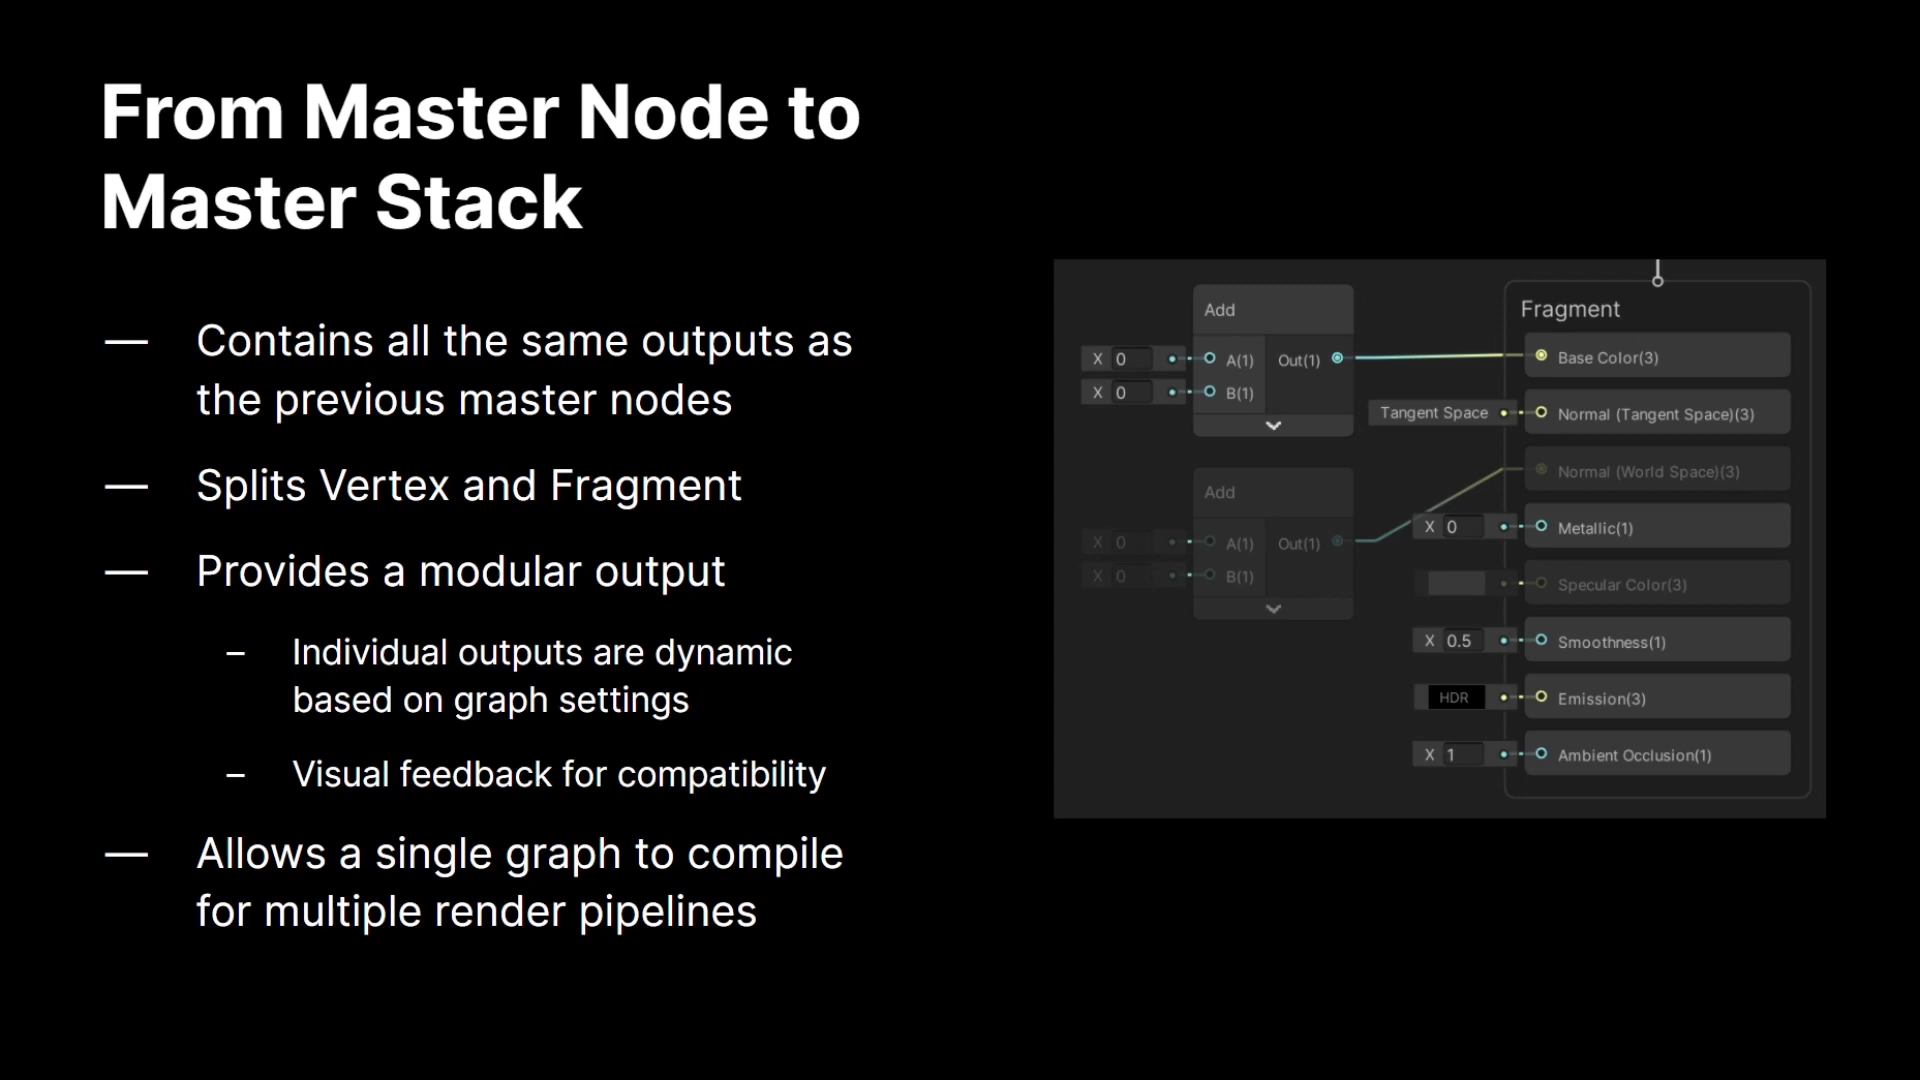 From Master Node to
Master Stack
— Contains all the same outputs as
the previous master nodes
— Splits Vertex and Fragment
— Provides a modular output
– Individual outputs are dynamic
based on graph settings
– Visual feedback for compatibility
— Allows a single graph to compile
for multiple render pipelines
Add
X 0 A(1) Out(1)
X 0 B(1)
Add
X 0 A(1) Out(1)
X 0 B(1)
Fragment
Base Color(3)
Tangent Space Normal (Tangent Space)(3)
Normal (World Space)(3)
X 0 Metallic(1)
Specular Color(3)
X 0.5 Smoothness(1)
HDR Emission(3)
X 1 Ambient Occlusion(1)